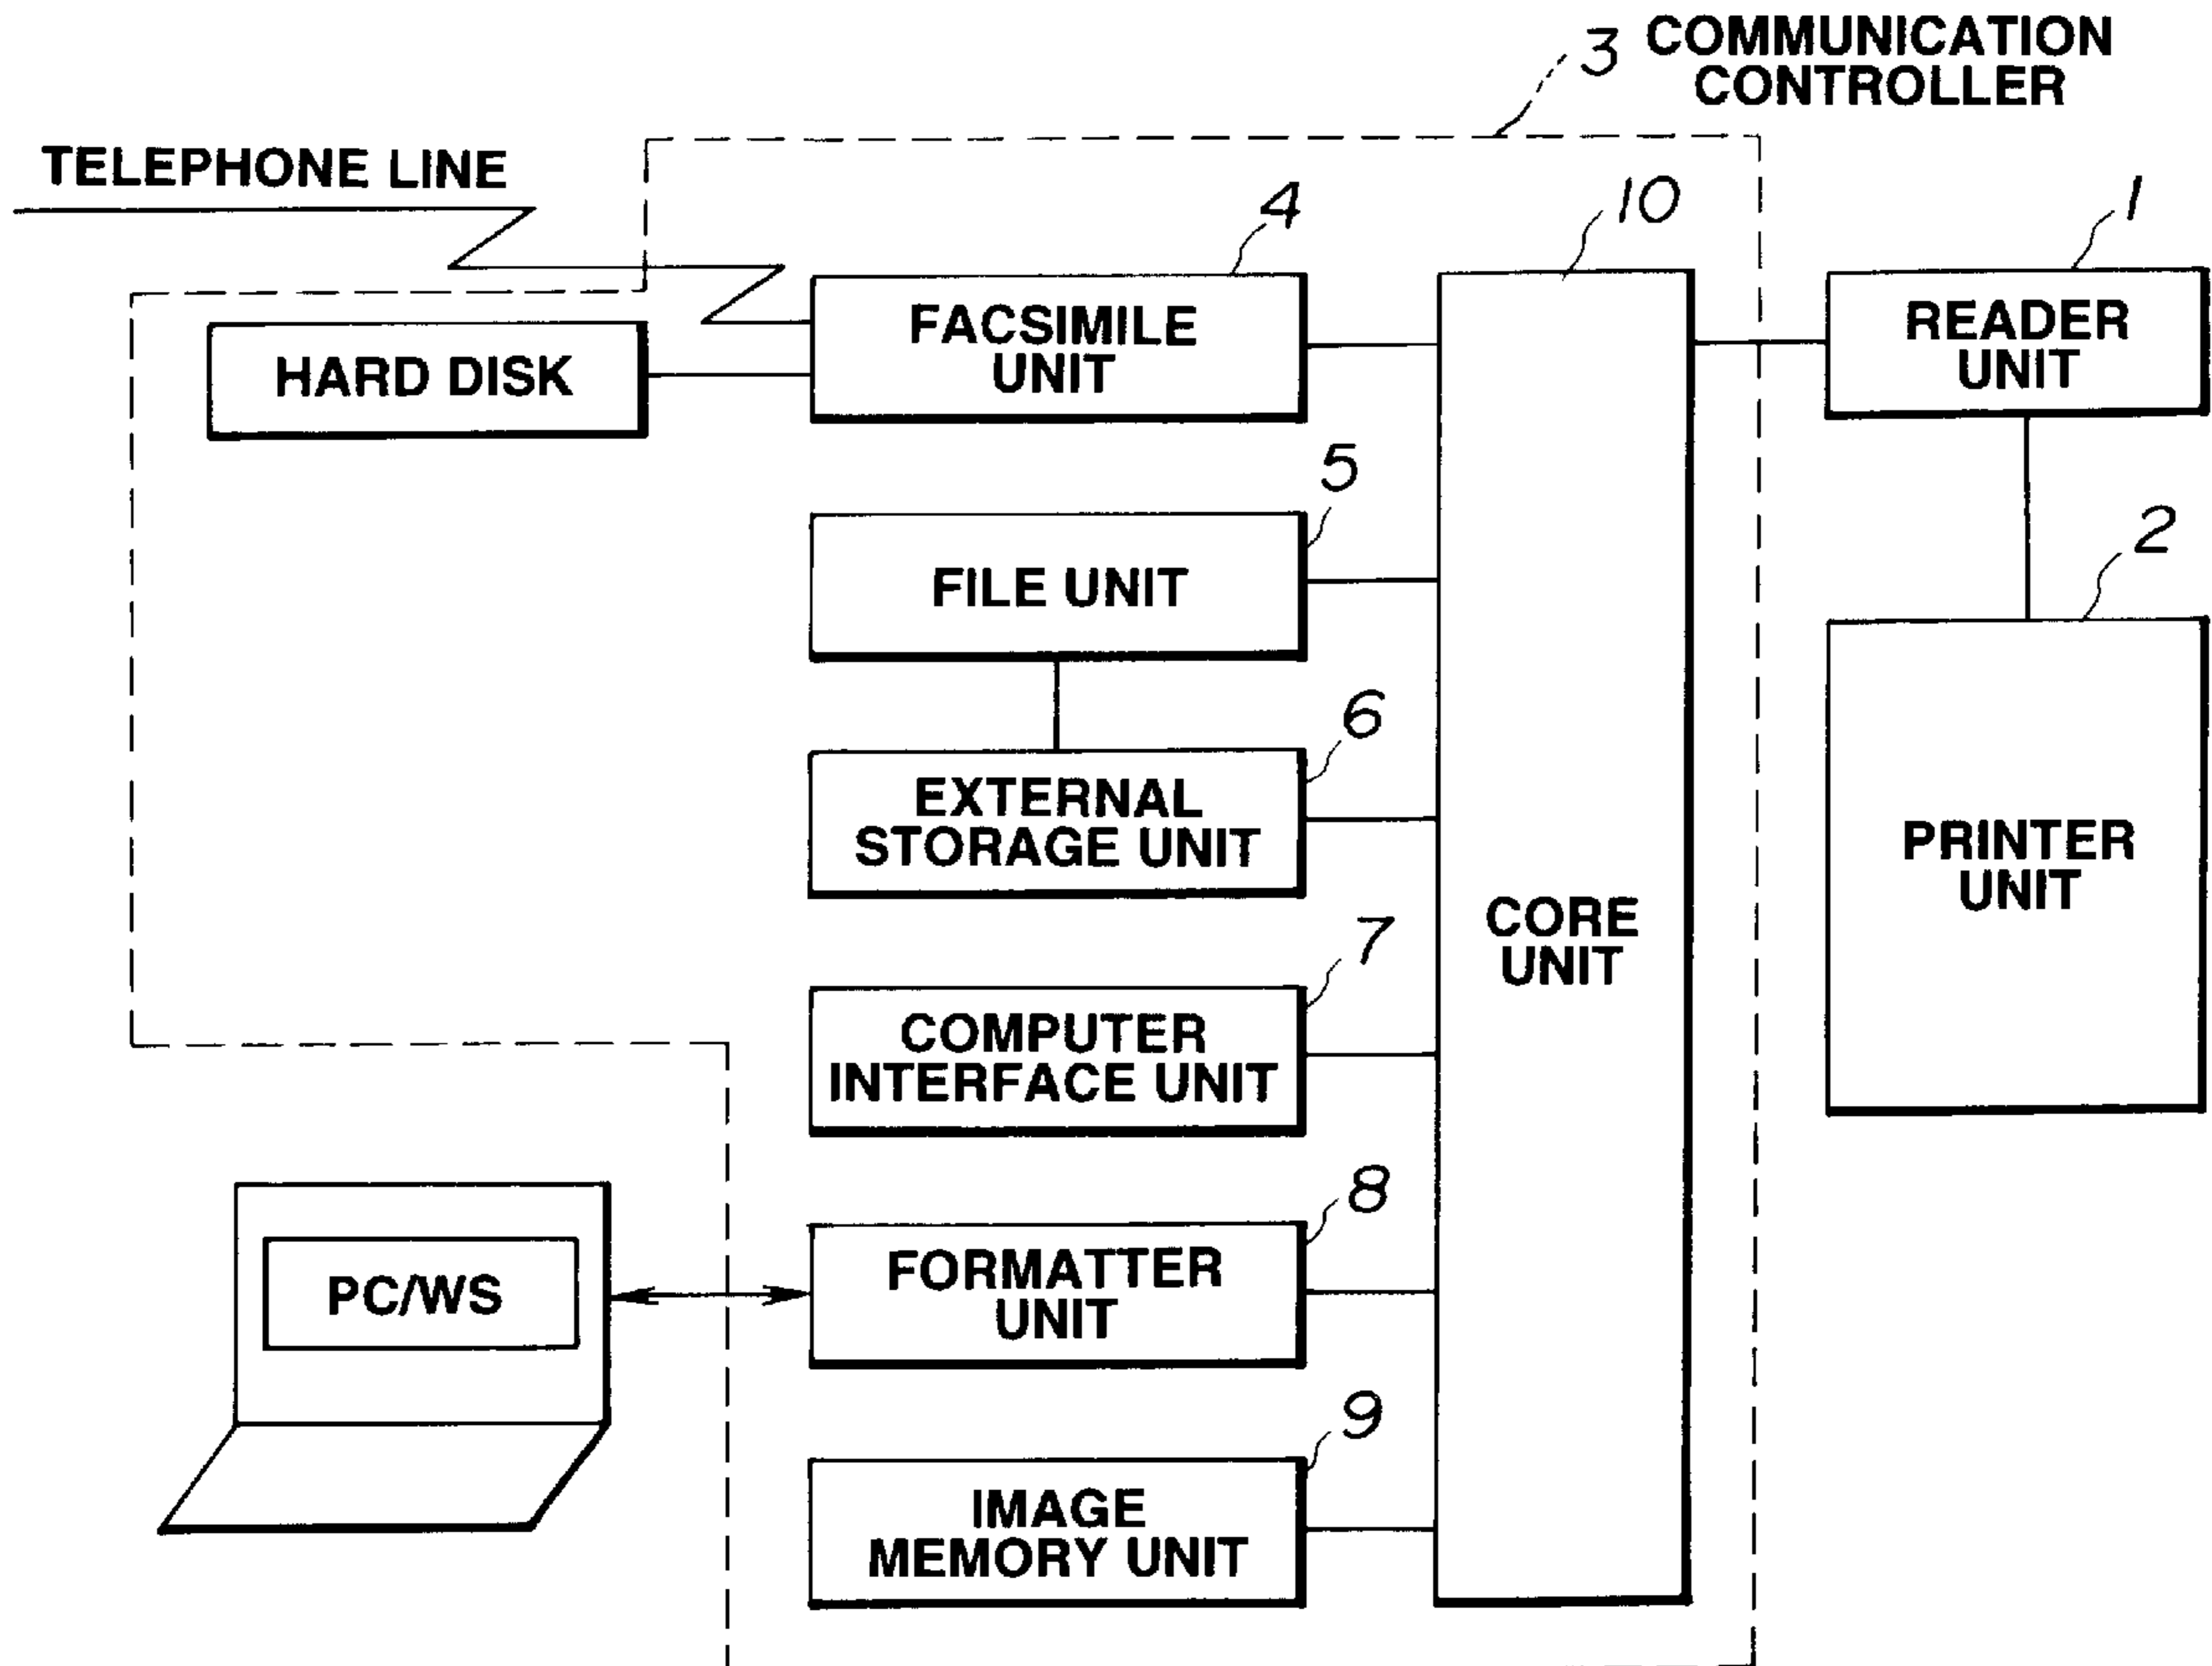 3 COMMUNICATION
CONTROLLER
TELEPHONE LINE
4
10
1
FACSIMILE
UNIT
READER
UNIT
HARD DISK
5
2
FILE UNIT
6
EXTERNAL
STORAGE UNIT
PRINTER
UNIT
CORE
UNIT
7
COMPUTER
INTERFACE UNIT
8
FORMATTER
UNIT
PC/WS
9
IMAGE
MEMORY UNIT